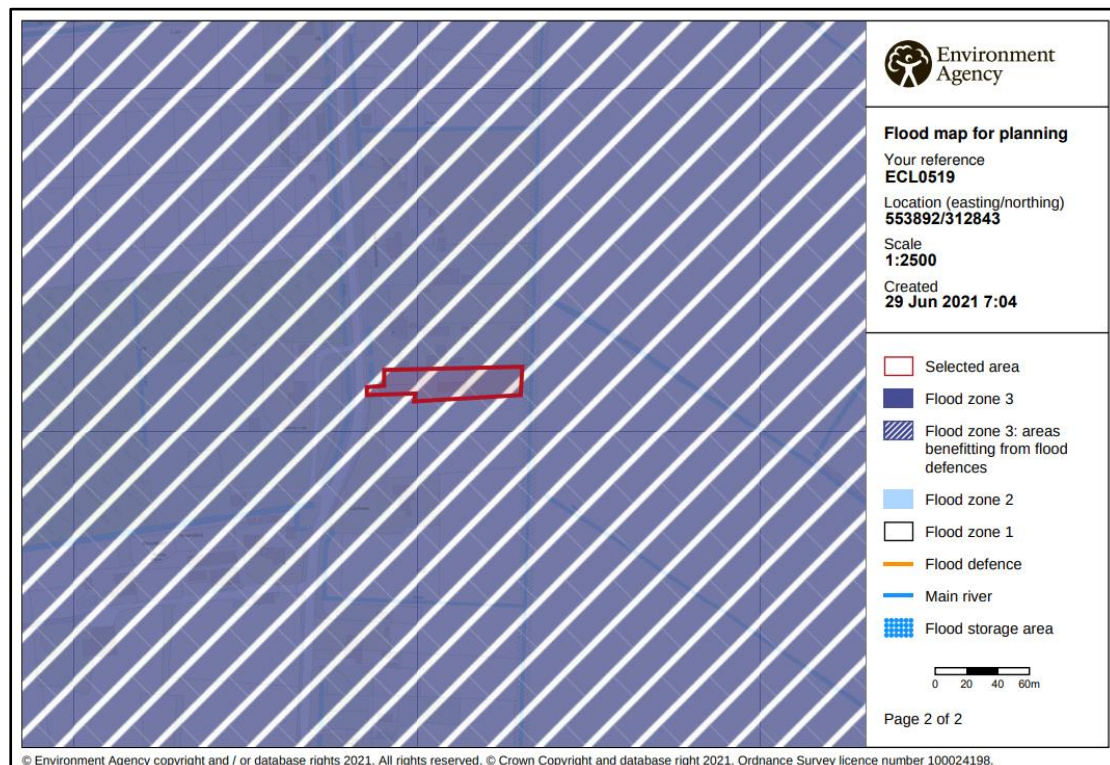 Environment
Agency
Flood map for planning
Your reference
ECL0519
Location (easting/northing)
553892/312843
Scale
1:2500
Created
29 Jun 2021 7:04
Selected area
Flood zone 3
Flood zone 3: areas
benefitting from flood
defences
Flood zone 2
Flood zone 1
Flood defence
Main river
Flood storage area
0 20 40 60m
Page 2 of 2
© Environment Agency copyright and / or database rights 2021. All rights reserved. © Crown Copyright and database right 2021. Ordnance Survey licence number 100024198.